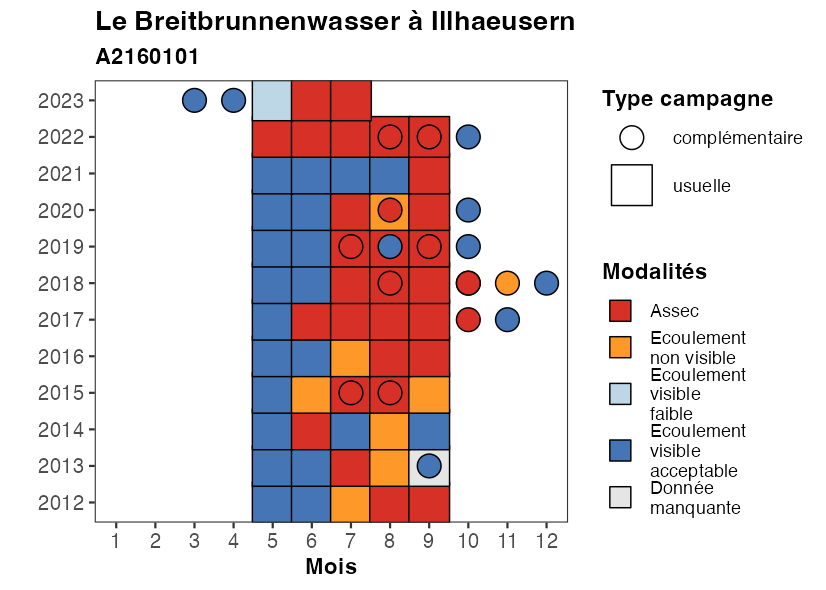 Le Breitbrunnenwasser à Illhaeusern
A2160101
2023
2022
2021
2020
2019
2018
2017
2016
2015
2014
2013
2012
1 2 3 4 5 6 7 8 9 10 11 12
Mois
Type campagne
complémentaire
usuelle
Modalités
Assec
Ecoulement
non visible
Ecoulement
visible
faible
Ecoulement
visible
acceptable
Donnée
manquante